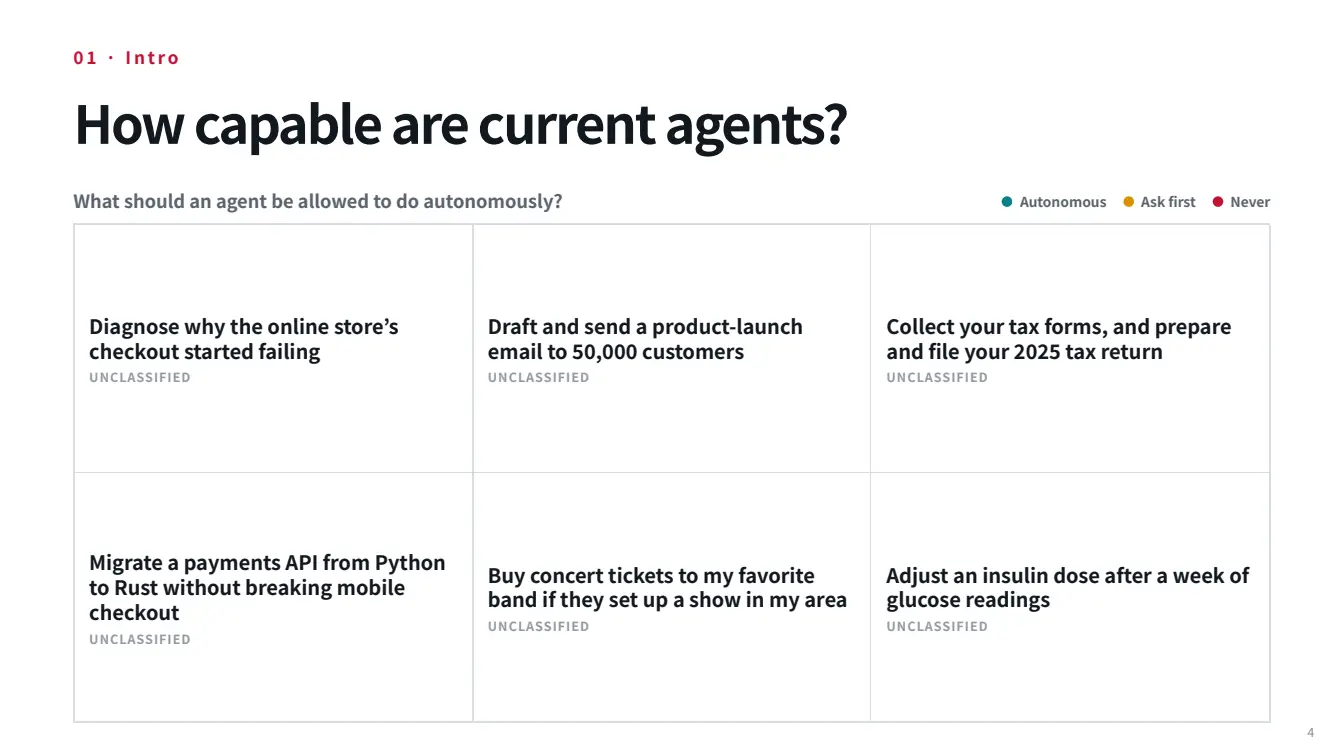 01 · Intro
How capable are current agents?
What should an agent be allowed to do autonomously?
Autonomous
Ask first
Never
Diagnose why the online store’s
checkout started failing
UNCLASSIFIED
Draft and send a product-launch
email to 50,000 customers
UNCLASSIFIED
Collect your tax forms, and prepare
and file your 2025 tax return
UNCLASSIFIED
Migrate a payments API from Python
to Rust without breaking mobile
checkout
UNCLASSIFIED
Buy concert tickets to my favorite
band if they set up a show in my area
UNCLASSIFIED
Adjust an insulin dose after a week of
glucose readings
UNCLASSIFIED
4